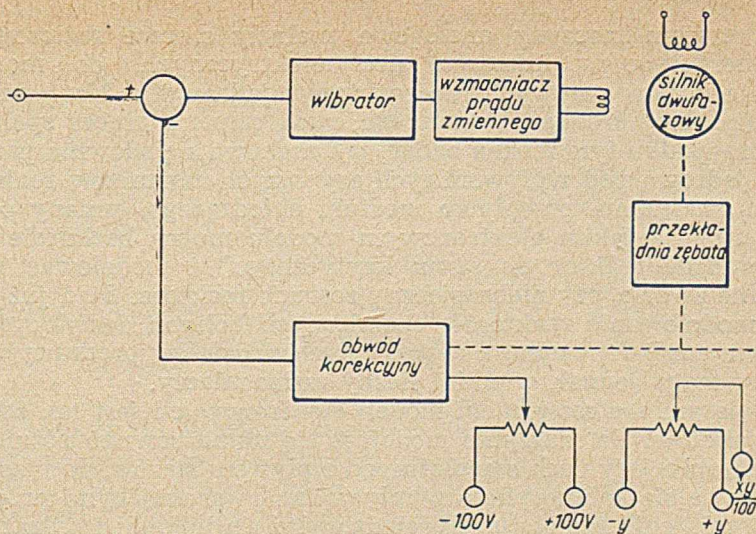 +
-
wibrator
wzmacniacz
prądu
zmiennego
silnik
dwufa-
zowy
przekła-
dnia zębata
obwód
korekcyjny
-100V
+100V
-y
+y
xy
100